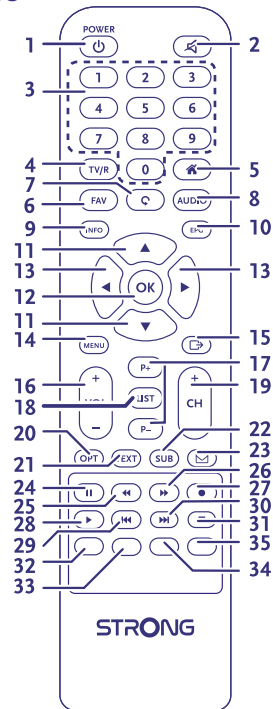 POWER
1 2
1 2 3
3
4 5 6
7 8 9
4 TV/R 0 5
7
6 FAV AUDIO 8
9 INFO EPG 10
11
13 13
OK
12
11
14 MENU 15
P+ 17
16 + + 19
VOL LIST CH
18
− P− −
20 22
OPT TEXT SUB 23
21 26
24 27
25 30
28 31
29 35
32 34
33
STRONG